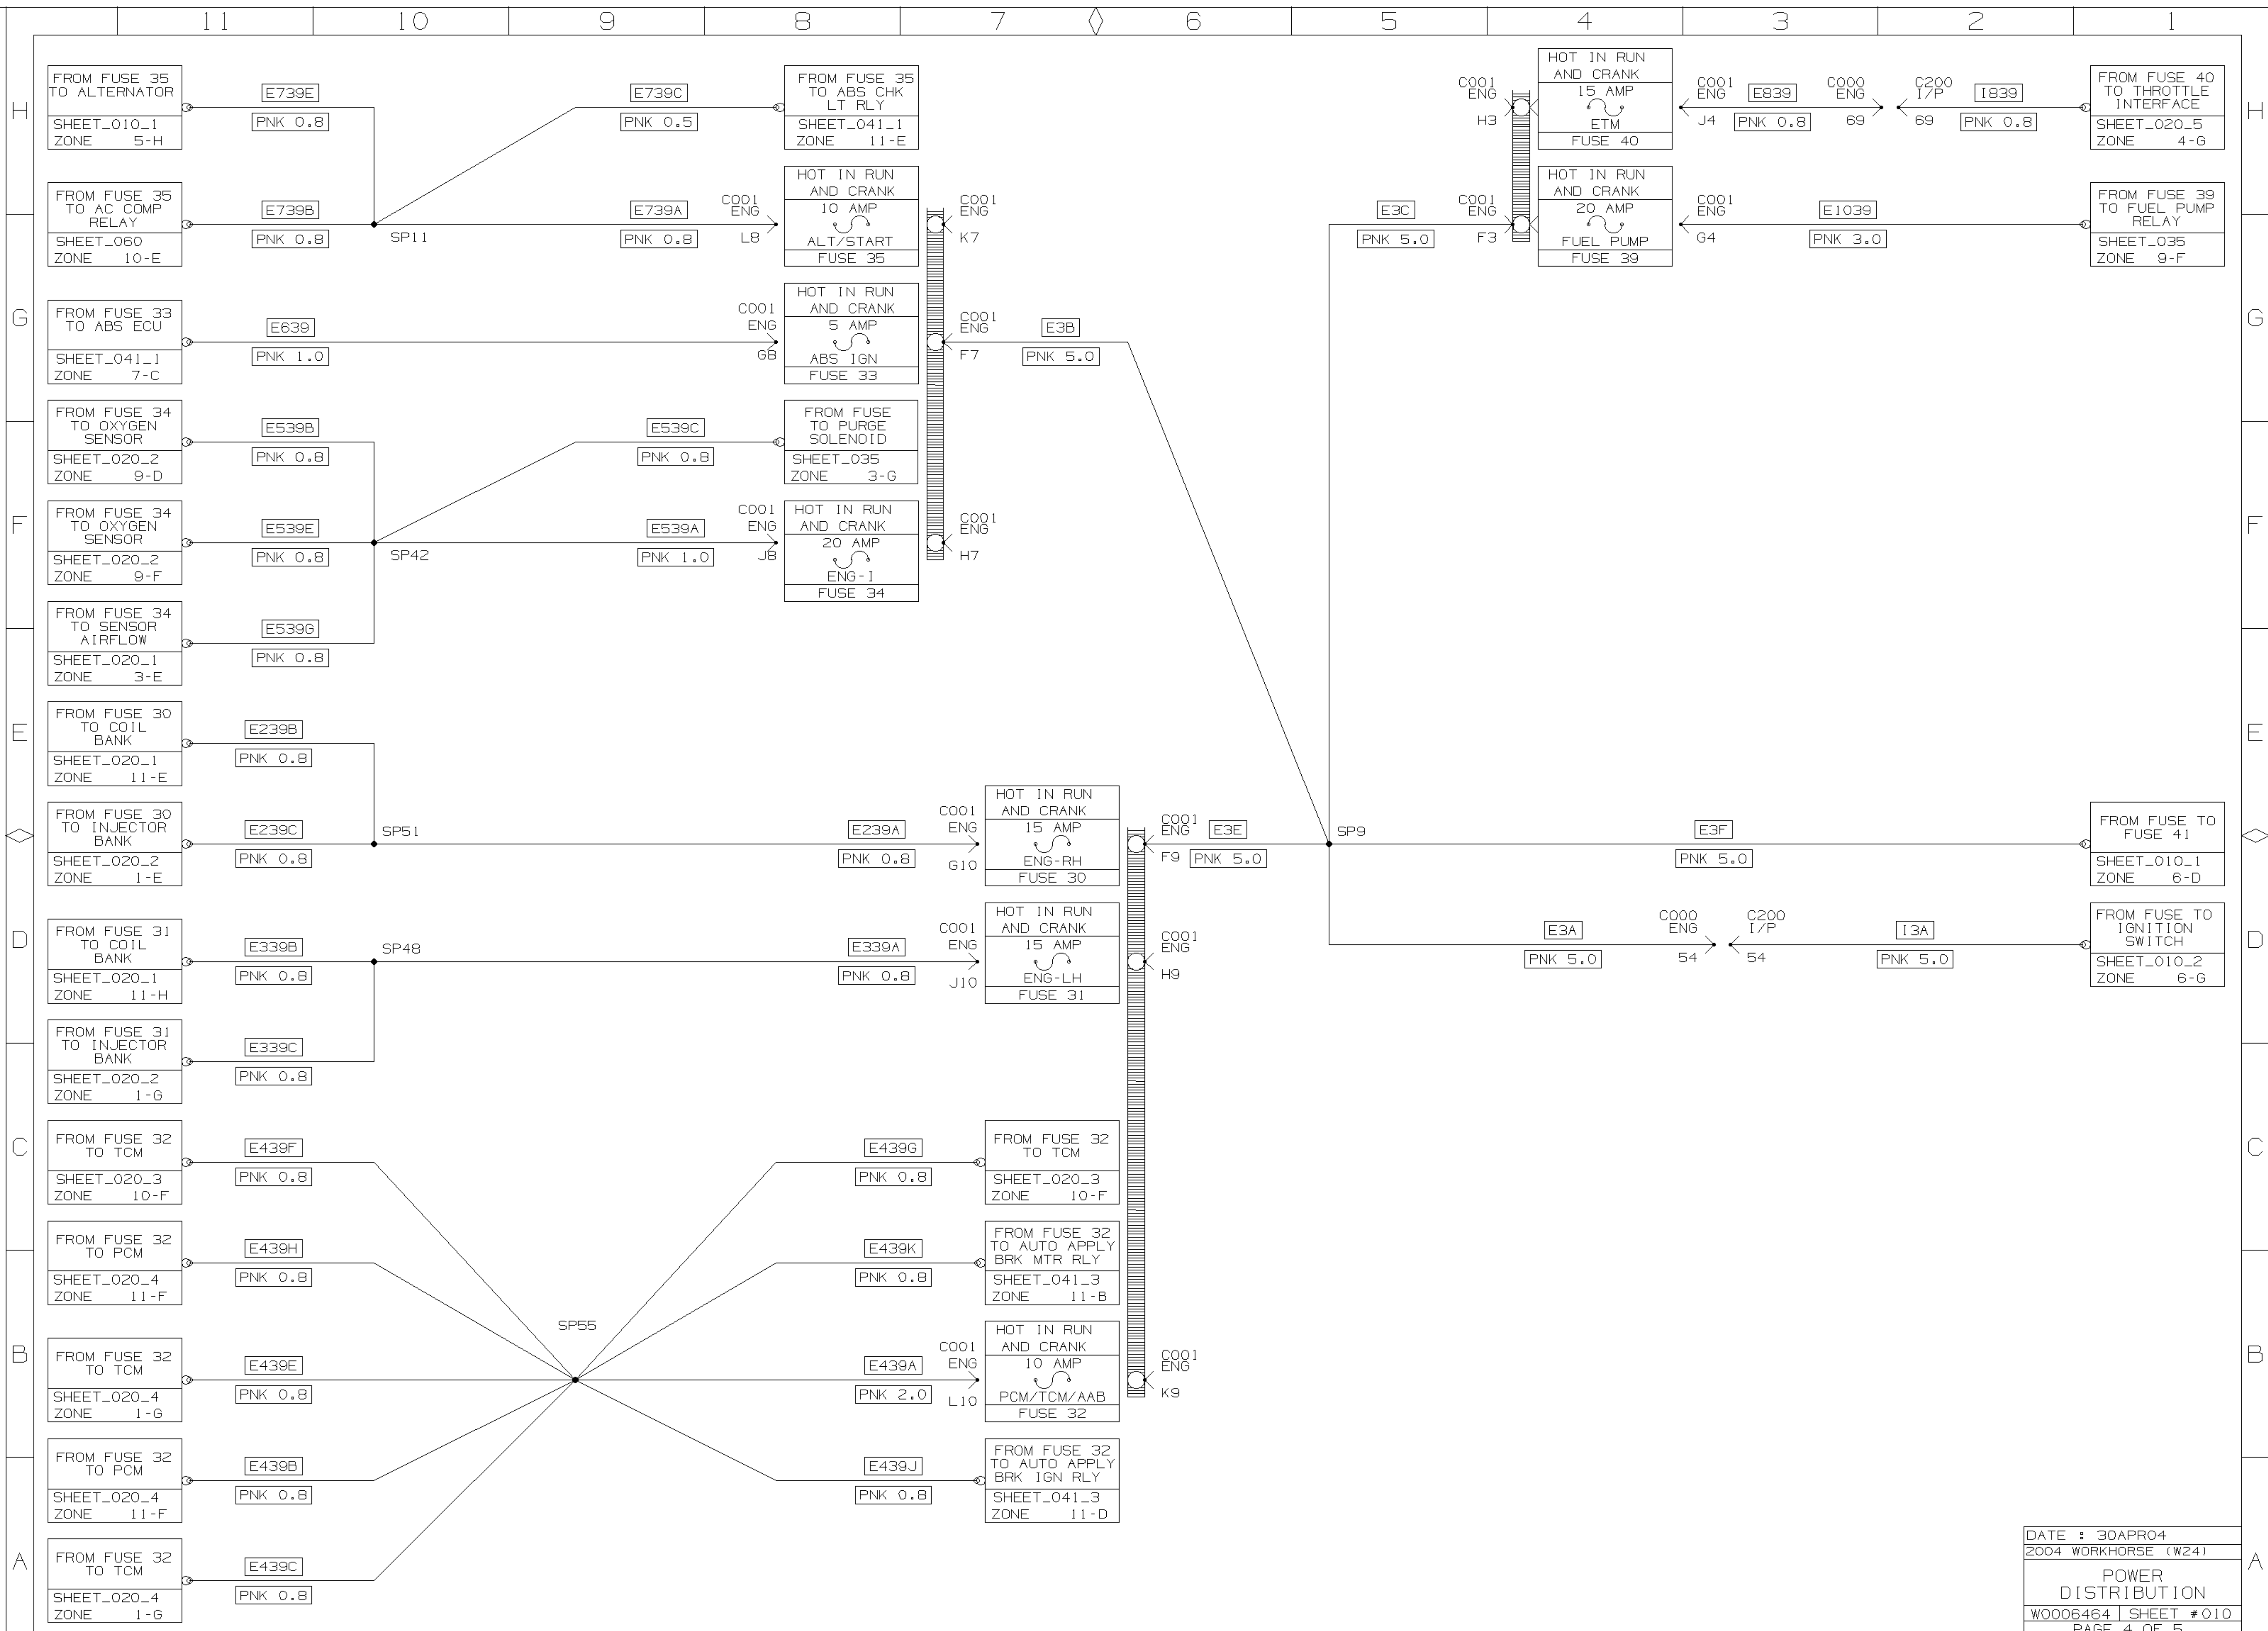 11 10 9 8 7 6 5 4 3 2 1
H
G
F
E
D
C
B
A
FROM FUSE 35
TO ALTERNATOR
SHEET_010_1
ZONE 5-H
E739E
PNK 0.8
FROM FUSE 35
TO AC COMP
RELAY
SHEET_060
ZONE 10-E
E739B
PNK 0.8
SP11
E739C
PNK 0.5
FROM FUSE 35
TO ABS CHK
LT RLY
SHEET_041_1
ZONE 11-E
E739A
PNK 0.8
C001
ENG
L8
HOT IN RUN
AND CRANK
10 AMP
ALT/START
FUSE 35
C001
ENG
K7
FROM FUSE 33
TO ABS ECU
SHEET_041_1
ZONE 7-C
E639
PNK 1.0
C001
ENG
G8
HOT IN RUN
AND CRANK
5 AMP
ABS IGN
FUSE 33
C001
ENG
F7
E3B
PNK 5.0
FROM FUSE 34
TO OXYGEN
SENSOR
SHEET_020_2
ZONE 9-D
E539B
PNK 0.8
E539C
PNK 0.8
FROM FUSE
TO PURGE
SOLENOID
SHEET_035
ZONE 3-G
FROM FUSE 34
TO OXYGEN
SENSOR
SHEET_020_2
ZONE 9-F
E539E
PNK 0.8
SP42
E539A
PNK 1.0
C001
ENG
J8
HOT IN RUN
AND CRANK
20 AMP
ENG-I
FUSE 34
C001
ENG
H7
FROM FUSE 34
TO SENSOR
AIRFLOW
SHEET_020_1
ZONE 3-E
E539G
PNK 0.8
FROM FUSE 30
TO COIL
BANK
SHEET_020_1
ZONE 11-E
E239B
PNK 0.8
FROM FUSE 30
TO INJECTOR
BANK
SHEET_020_2
ZONE 1-E
E239C
PNK 0.8
SP51
E239A
PNK 0.8
C001
ENG
G10
HOT IN RUN
AND CRANK
15 AMP
ENG-RH
FUSE 30
C001
ENG
F9
E3E
PNK 5.0
SP9
FROM FUSE 31
TO COIL
BANK
SHEET_020_1
ZONE 11-H
E339B
PNK 0.8
SP48
E339A
PNK 0.8
C001
ENG
J10
HOT IN RUN
AND CRANK
15 AMP
ENG-LH
FUSE 31
C001
ENG
H9
FROM FUSE 31
TO INJECTOR
BANK
SHEET_020_2
ZONE 1-G
E339C
PNK 0.8
FROM FUSE 32
TO TCM
SHEET_020_3
ZONE 10-F
E439F
PNK 0.8
E439G
PNK 0.8
FROM FUSE 32
TO TCM
SHEET_020_3
ZONE 10-F
FROM FUSE 32
TO PCM
SHEET_020_4
ZONE 11-F
E439H
PNK 0.8
E439K
PNK 0.8
FROM FUSE 32
TO AUTO APPLY
BRK MTR RLY
SHEET_041_3
ZONE 11-B
SP55
FROM FUSE 32
TO TCM
SHEET_020_4
ZONE 1-G
E439E
PNK 0.8
E439A
PNK 2.0
C001
ENG
L10
HOT IN RUN
AND CRANK
10 AMP
PCM/TCM/AAB
FUSE 32
C001
ENG
K9
FROM FUSE 32
TO PCM
SHEET_020_4
ZONE 11-F
E439B
PNK 0.8
E439J
PNK 0.8
FROM FUSE 32
TO AUTO APPLY
BRK IGN RLY
SHEET_041_3
ZONE 11-D
FROM FUSE 32
TO TCM
SHEET_020_4
ZONE 1-G
E439C
PNK 0.8
C001
ENG
H3
HOT IN RUN
AND CRANK
15 AMP
ETM
FUSE 40
C001
ENG
J4
E839
PNK 0.8
C000
ENG
69
C200
I/P
69
I839
PNK 0.8
FROM FUSE 40
TO THROTTLE
INTERFACE
SHEET_020_5
ZONE 4-G
E3C
PNK 5.0
C001
ENG
F3
HOT IN RUN
AND CRANK
20 AMP
FUEL PUMP
FUSE 39
C001
ENG
G4
E1039
PNK 3.0
FROM FUSE 39
TO FUEL PUMP
RELAY
SHEET_035
ZONE 9-F
E3F
PNK 5.0
FROM FUSE TO
FUSE 41
SHEET_010_1
ZONE 6-D
E3A
PNK 5.0
C000
ENG
54
C200
I/P
54
I3A
PNK 5.0
FROM FUSE TO
IGNITION
SWITCH
SHEET_010_2
ZONE 6-G
H
G
F
E
D
C
B
A
DATE : 30APR04
2004 WORKHORSE (W24)
POWER
DISTRIBUTION
W0006464 SHEET #010
PAGE 4 OF 5